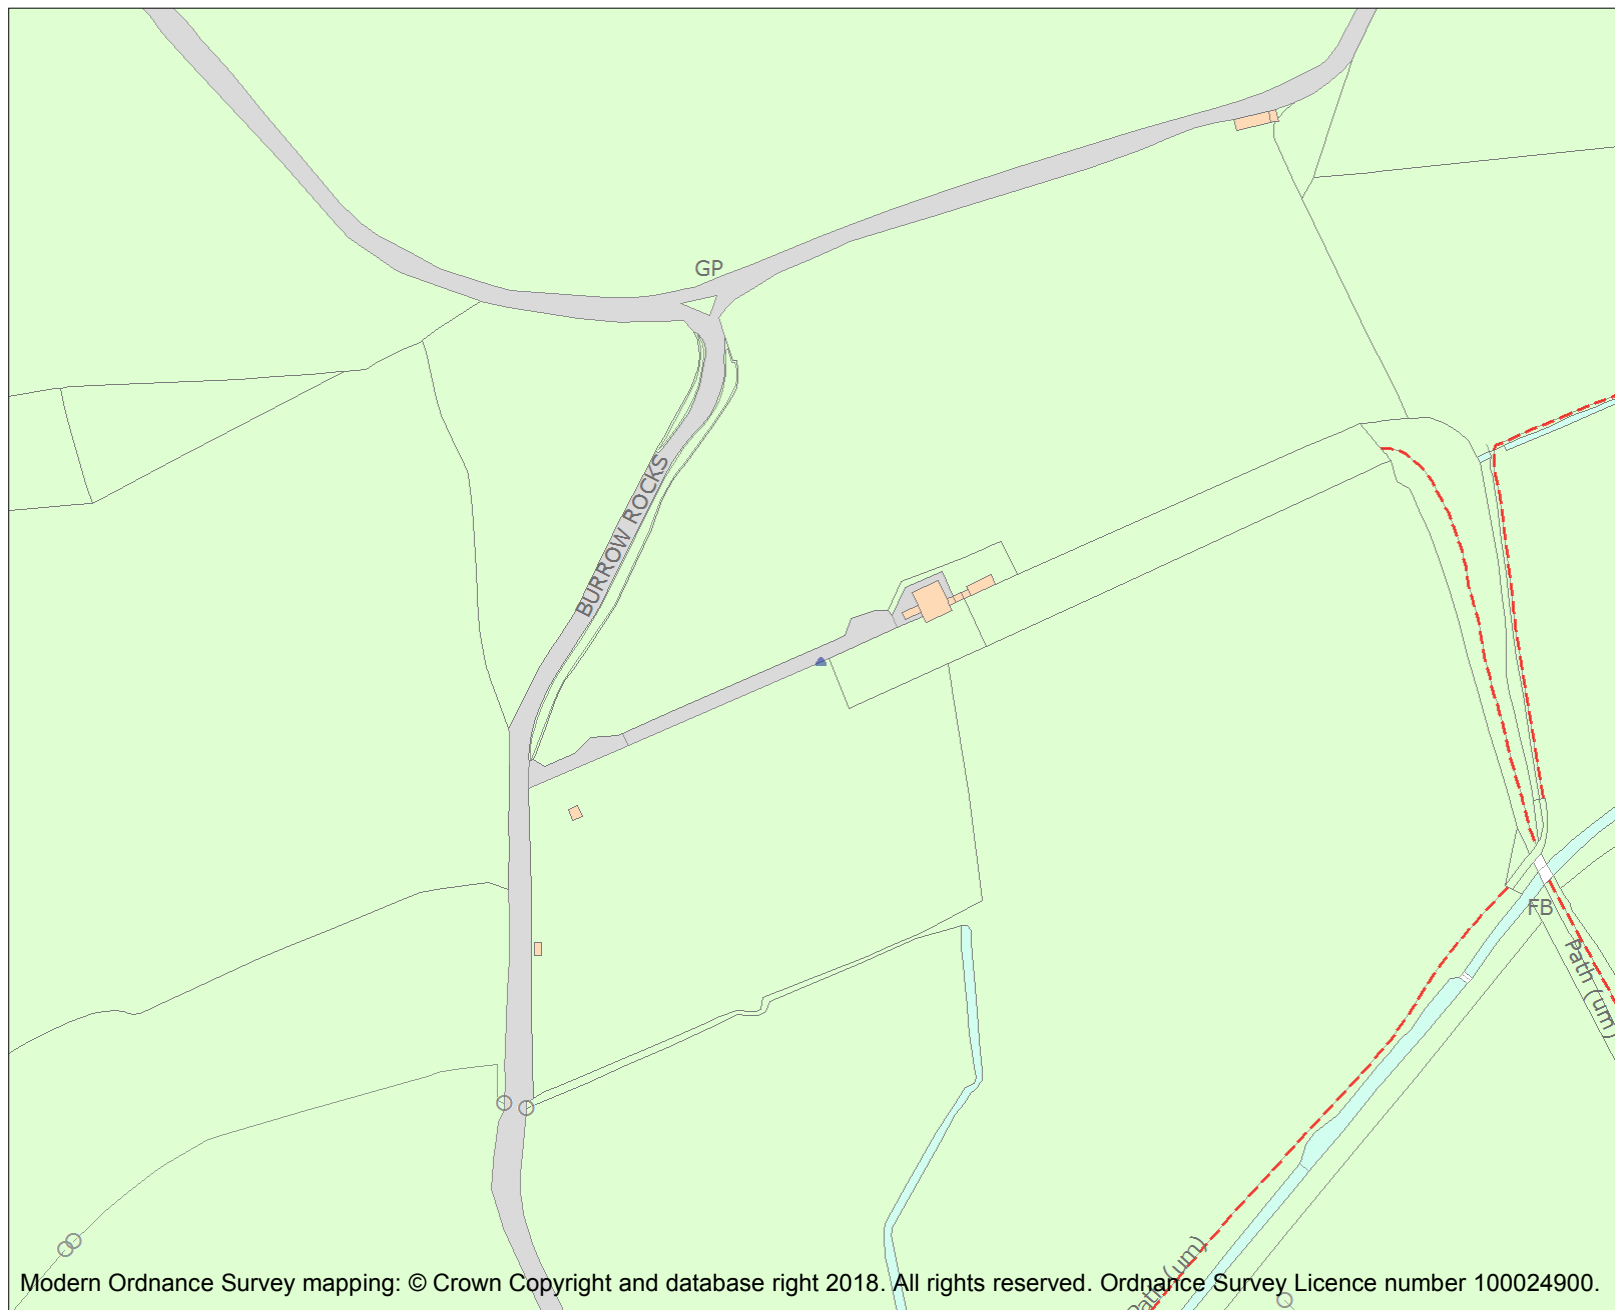 GP
BURROW ROCKS
FB
Path (um)
Path (um)
Modern Ordnance Survey mapping: © Crown Copyright and database right 2018. All rights reserved. Ordnance Survey Licence number 100024900.